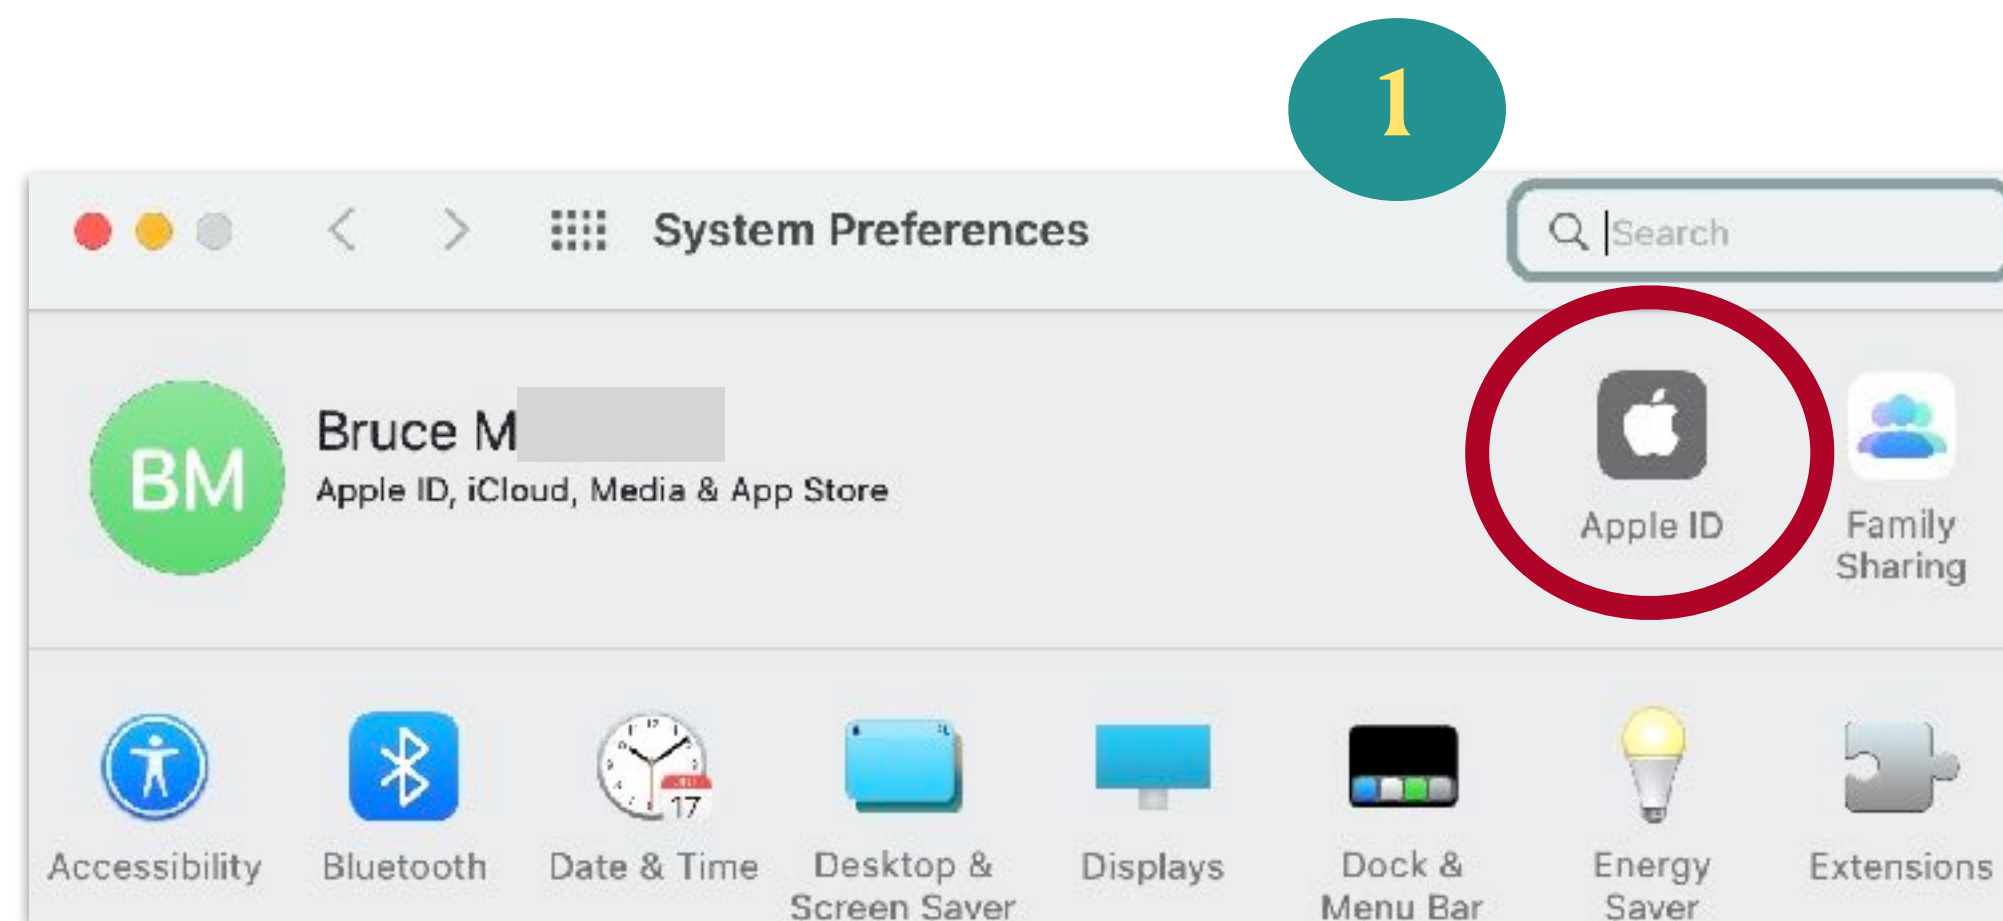 1
System Preferences
Search
BM
Bruce M
Apple ID, iCloud, Media & App Store
Apple ID
Family
Sharing
17
Accessibility
Bluetooth
Date & Time
Desktop &
Screen Saver
Displays
Dock &
Menu Bar
Energy
Saver
Extensions